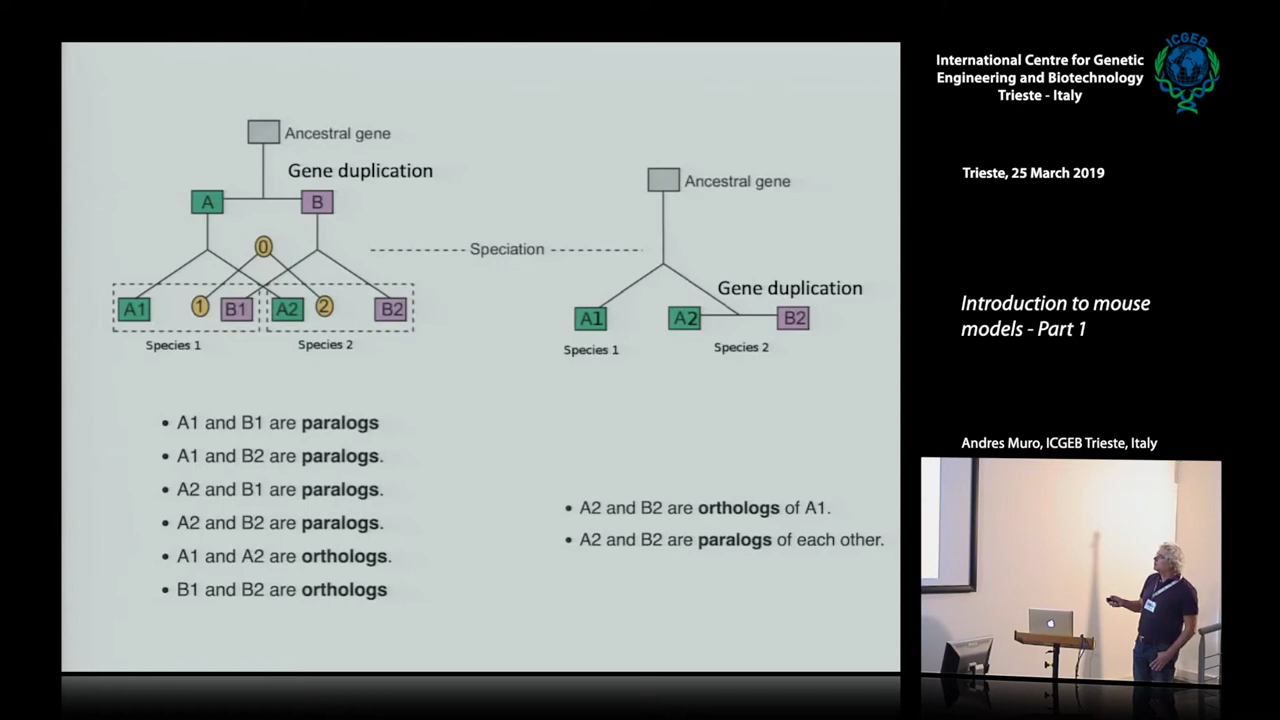 Ancestral gene
Gene duplication
A
B
0
Speciation
A1
1
B1
A2
2
B2
Species 1
Species 2
• A1 and B1 are paralogs
• A1 and B2 are paralogs.
• A2 and B1 are paralogs.
• A2 and B2 are paralogs.
• A1 and A2 are orthologs.
• B1 and B2 are orthologs
Ancestral gene
Gene duplication
A1
A2
B2
Species 1
Species 2
• A2 and B2 are orthologs of A1.
• A2 and B2 are paralogs of each other.
International Centre for Genetic
Engineering and Biotechnology
Trieste - Italy
ICGEB
Trieste, 25 March 2019
Introduction to mouse
models - Part 1
Andres Muro, ICGEB Trieste, Italy